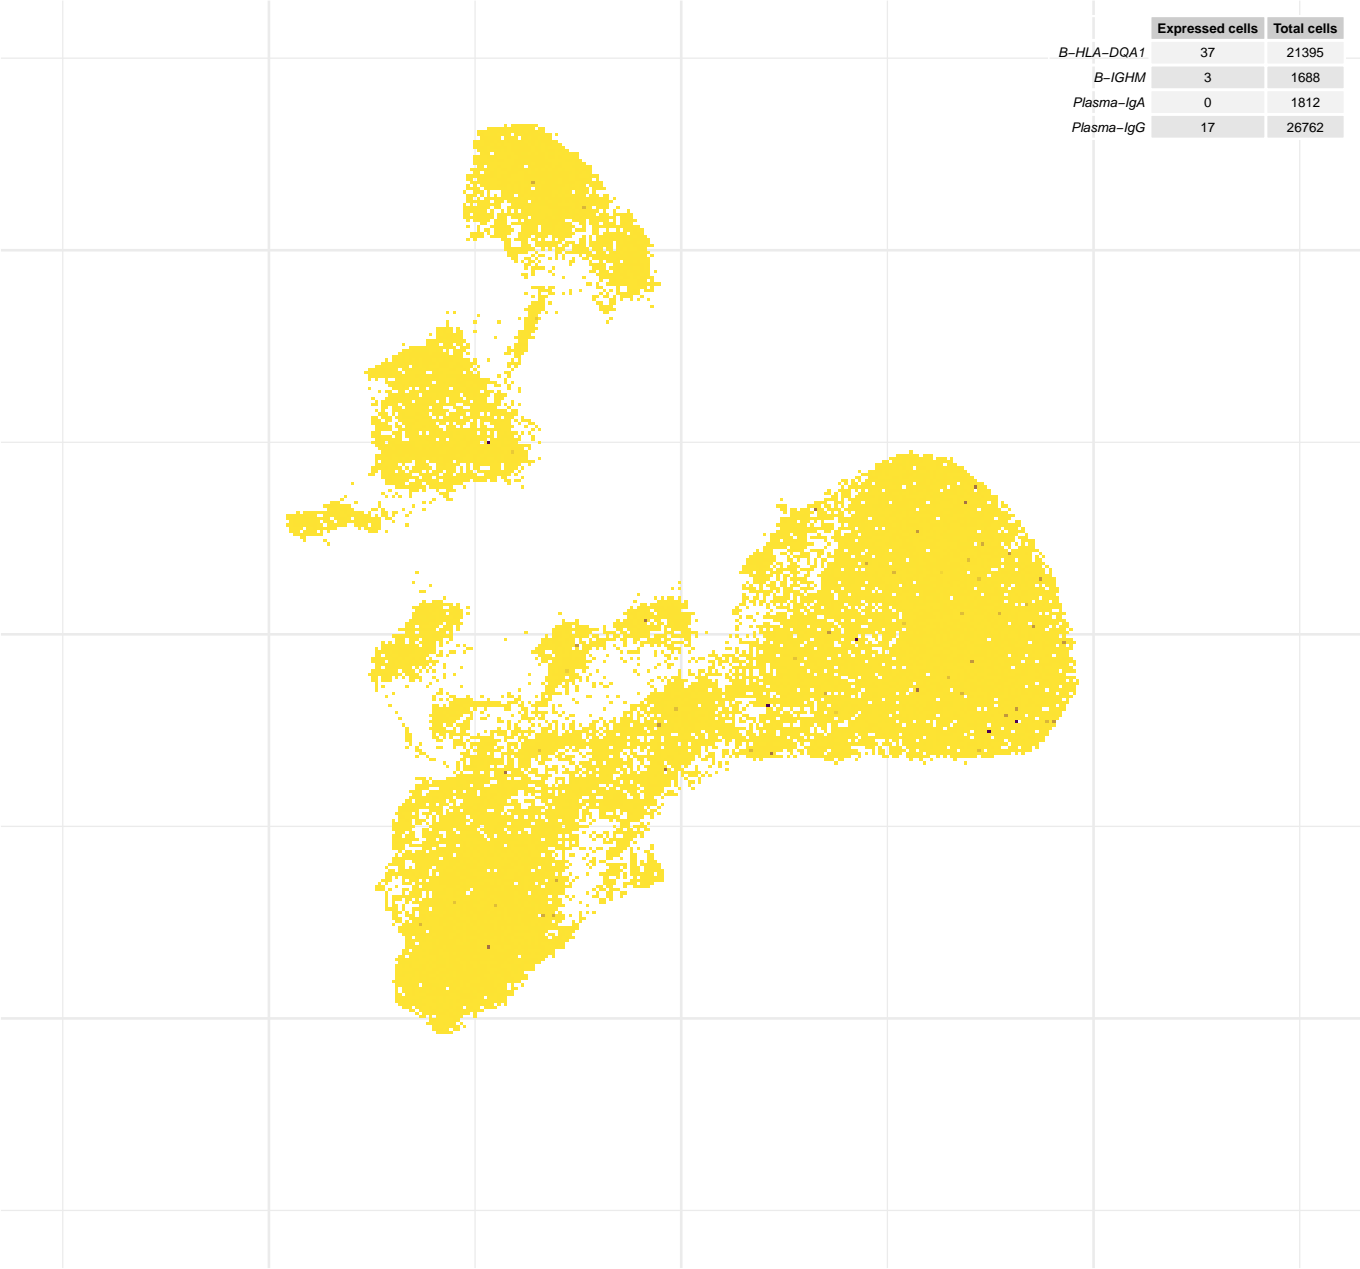 Expressed cells Total cells
B−HLA−DQA1 37 21395
B−IGHM 3 1688
Plasma−IgA 0 1812
Plasma−IgG 17 26762